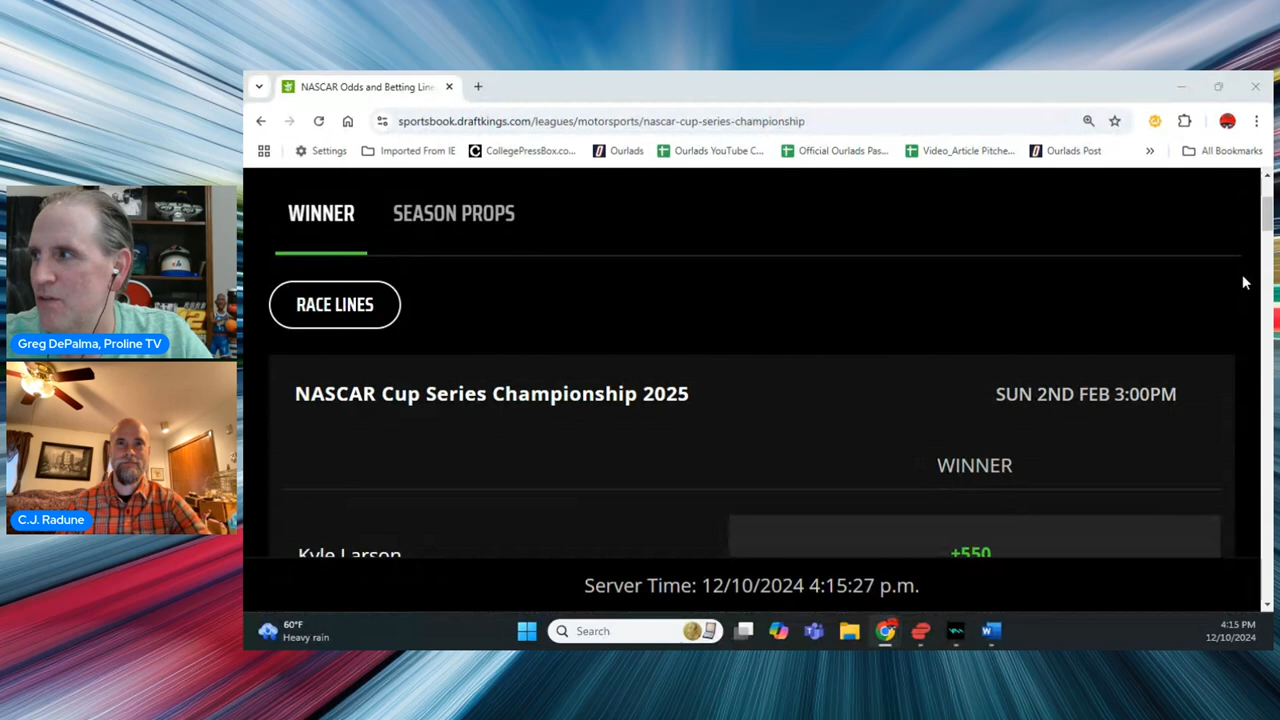 NASCAR Odds and Betting Line
sportsbook.draftkings.com/leagues/motorsports/nascar-cup-series-championship
Settings
Imported From IE
CollegePressBox.co...
Ourlads
Ourlads YouTube C...
Official Ourlads Pas...
Video_Article Pitche...
Ourlads Post
All Bookmarks
WINNER
SEASON PROPS
RACE LINES
NASCAR Cup Series Championship 2025
SUN 2ND FEB 3:00PM
WINNER
Kyle Larson
+550
Server Time: 12/10/2024 4:15:27 p.m.
Greg DePalma, Proline TV
C.J. Radune
60°F
Heavy rain
Search
4:15 PM
12/10/2024